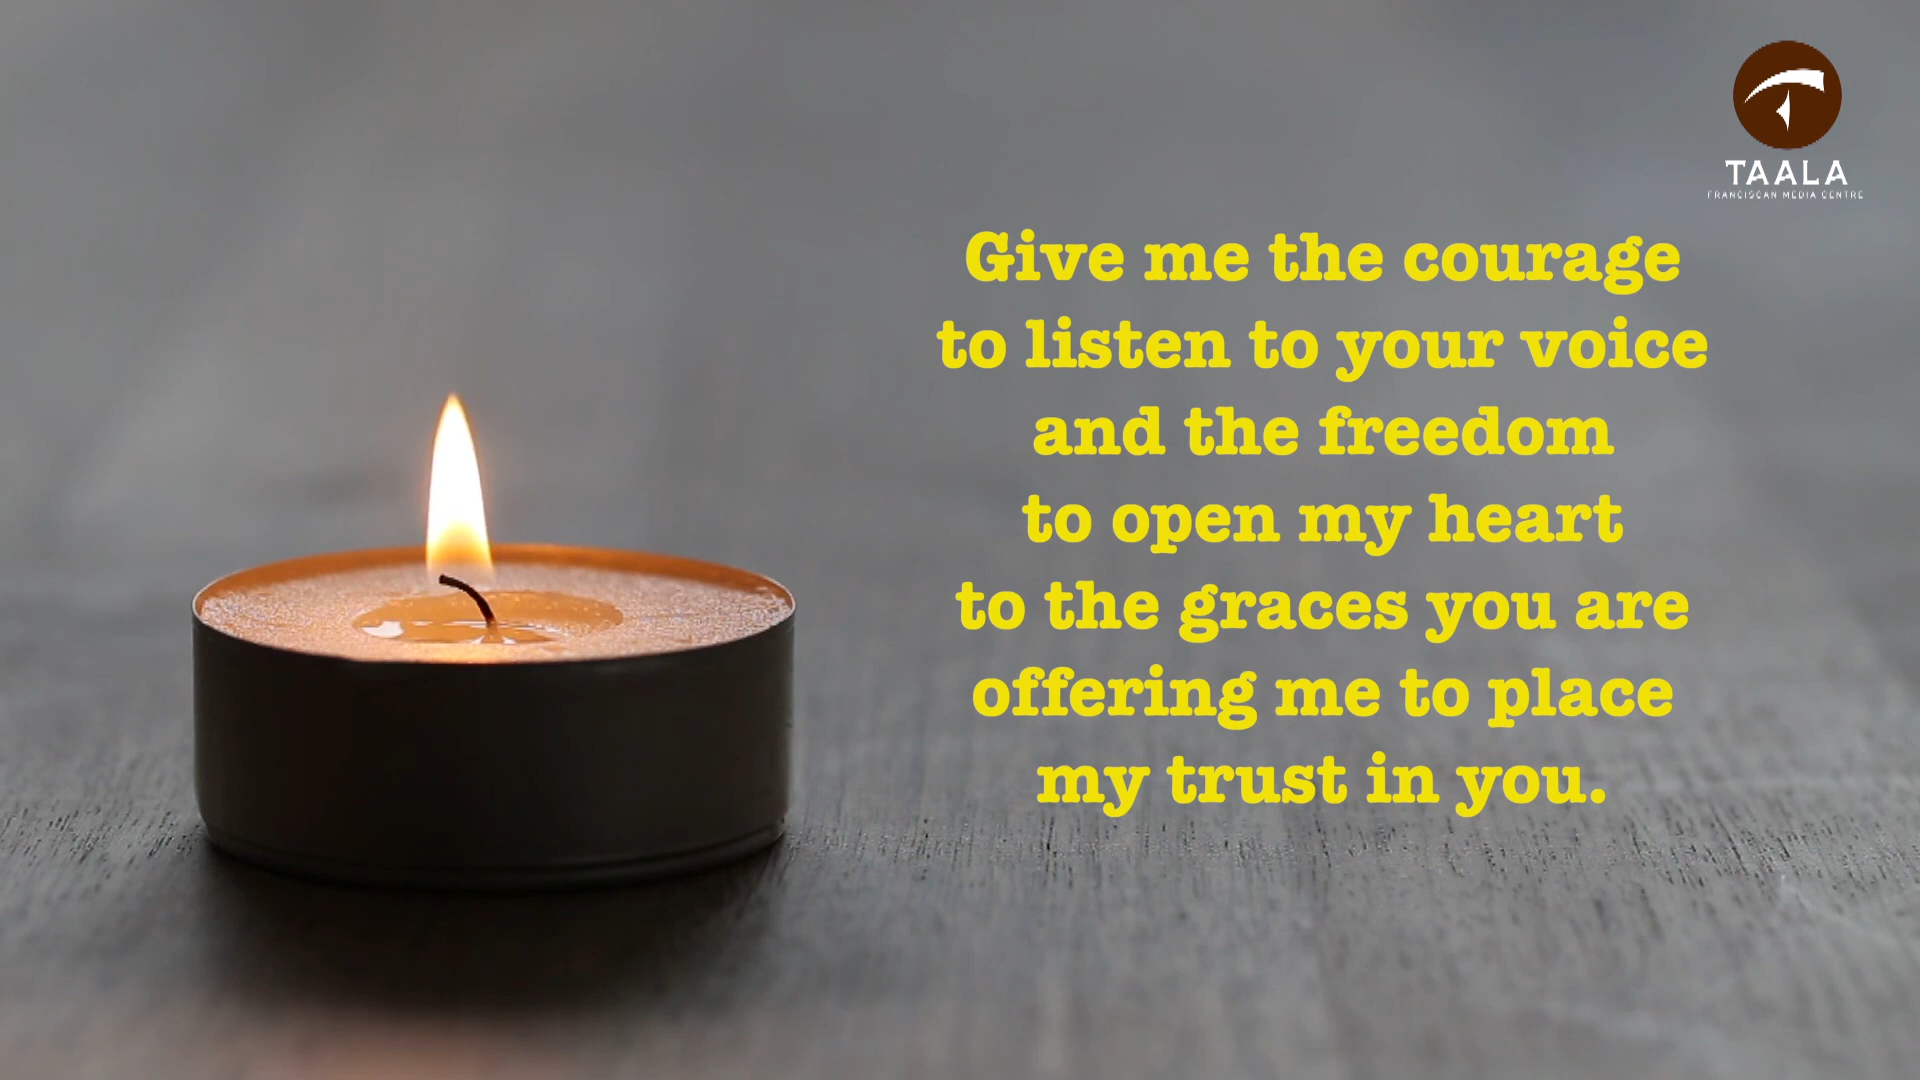 TAALA
FRANCISCAN MEDIA CENTRE
Give me the courage
to listen to your voice
and the freedom
to open my heart
to the graces you are
offering me to place
my trust in you.